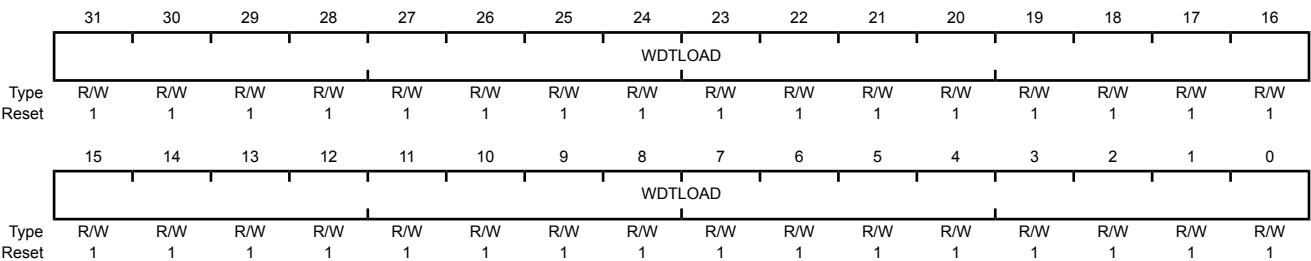 31 30 29 28 27 26 25 24 23 22 21 20 19 18 17 16
WDTLOAD
Type R/W R/W R/W R/W R/W R/W R/W R/W R/W R/W R/W R/W R/W R/W R/W R/W
Reset 1 1 1 1 1 1 1 1 1 1 1 1 1 1 1 1
15 14 13 12 11 10 9 8 7 6 5 4 3 2 1 0
WDTLOAD
Type R/W R/W R/W R/W R/W R/W R/W R/W R/W R/W R/W R/W R/W R/W R/W R/W
Reset 1 1 1 1 1 1 1 1 1 1 1 1 1 1 1 1